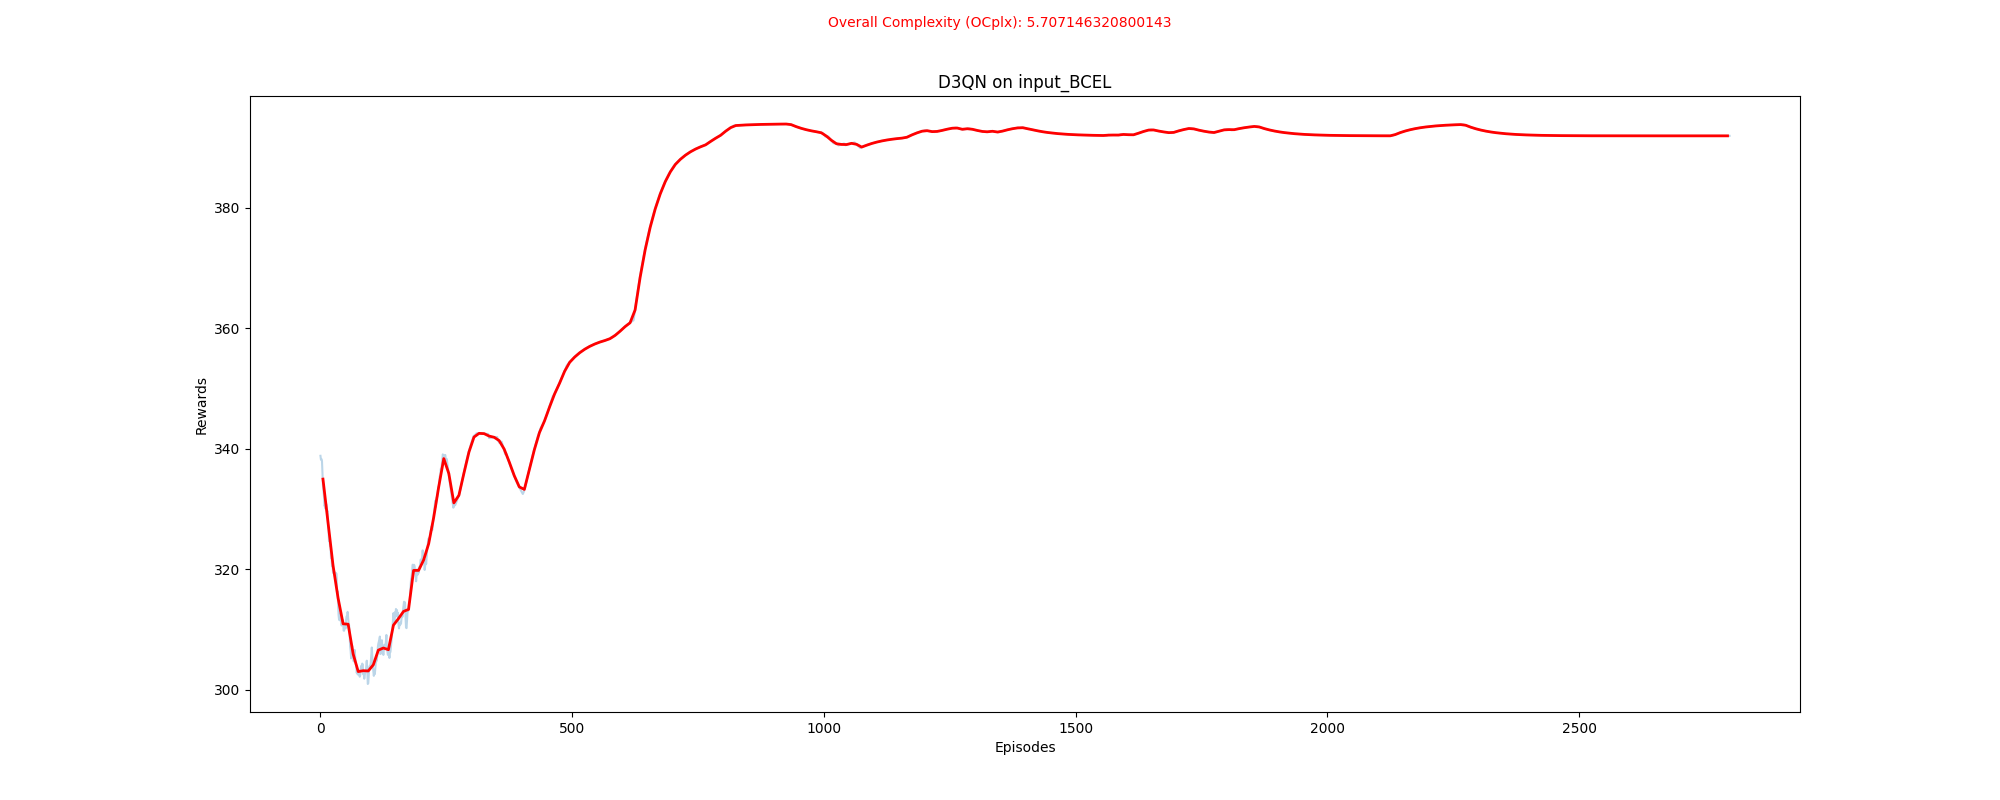 Overall Complexity (OCplx): 5.707146320800143
D3QN on input_BCEL
Rewards
380
360
340
320
300
0 500 1000 1500 2000 2500
Episodes